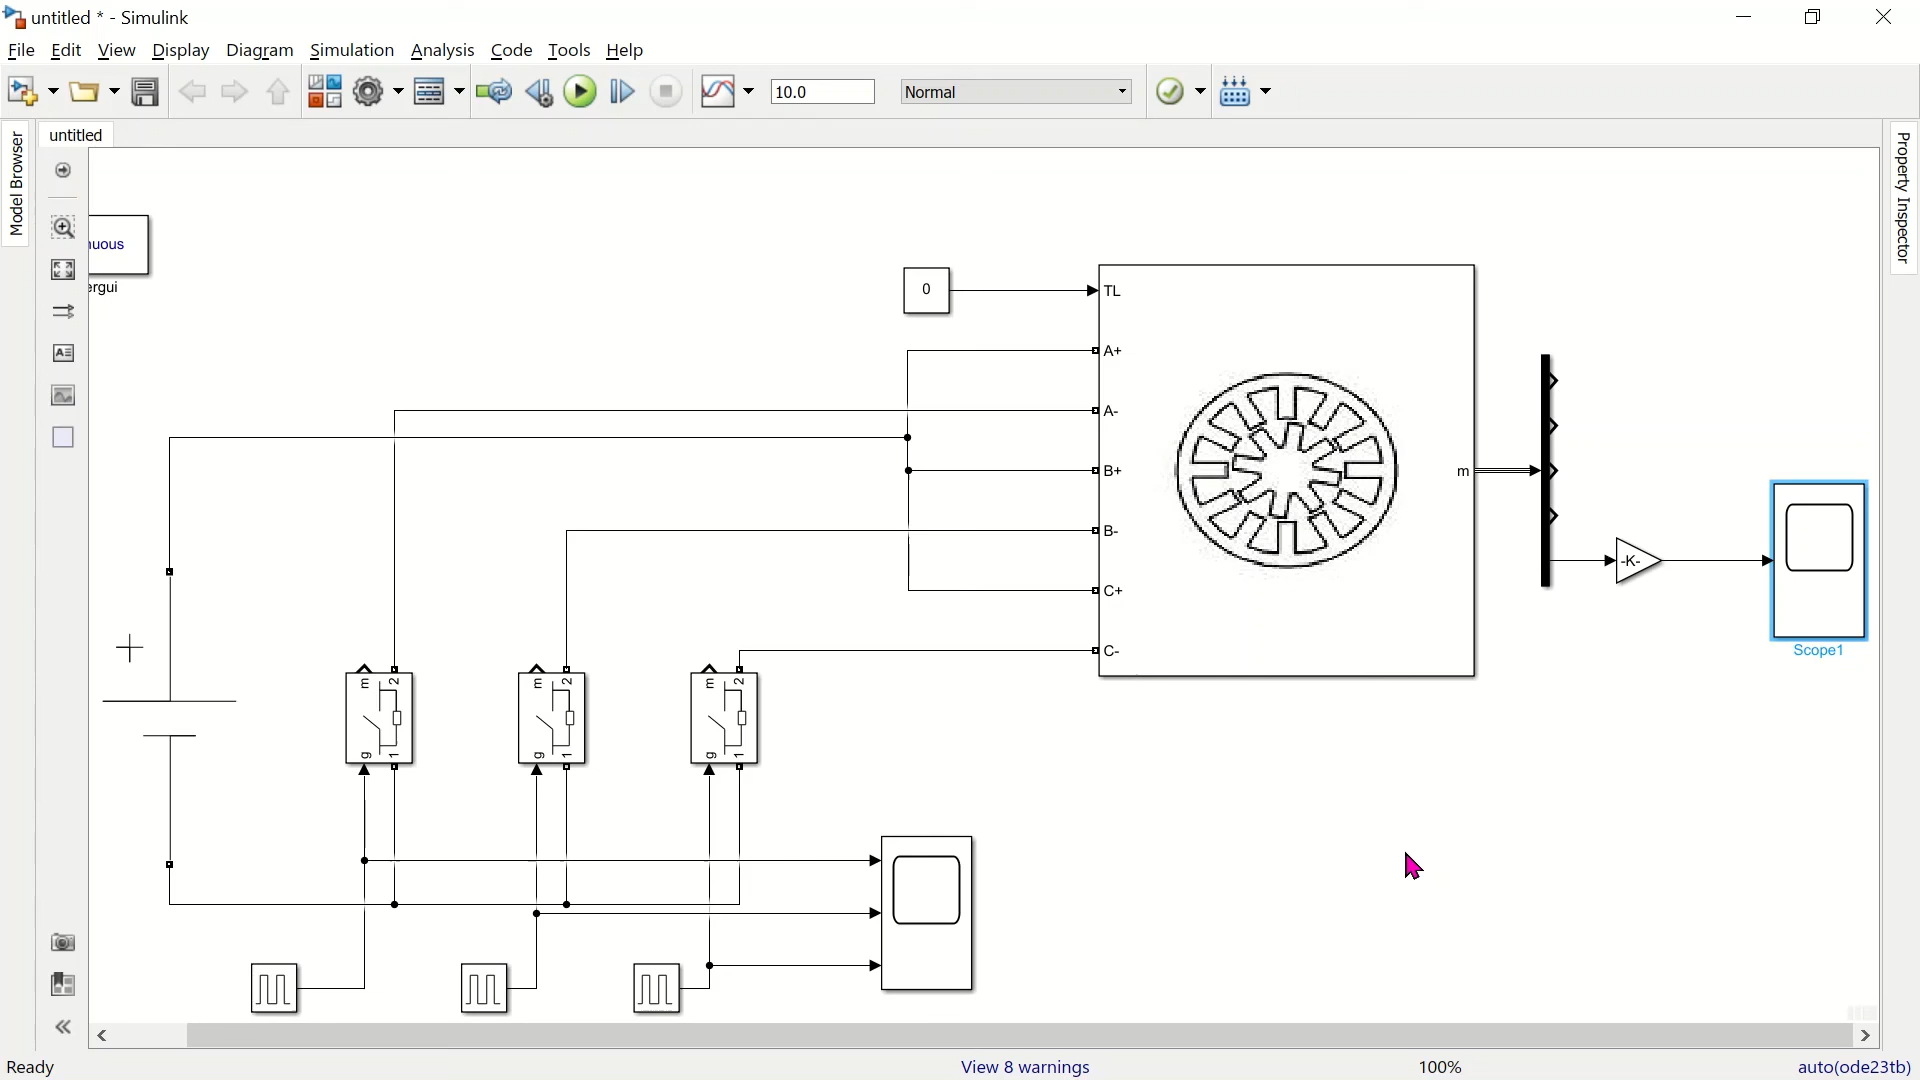 untitled * - Simulink
File Edit View Display Diagram Simulation Analysis Code Tools Help
10.0
Normal
Model Browser
untitled
Property Inspector
nuous
ergui
0
TL
A+
A-
B+
B-
C+
C-
m
-K-
Scope1
m 2
g 1
m 2
g 1
m 2
g 1
Ready
View 8 warnings
100%
auto(ode23tb)